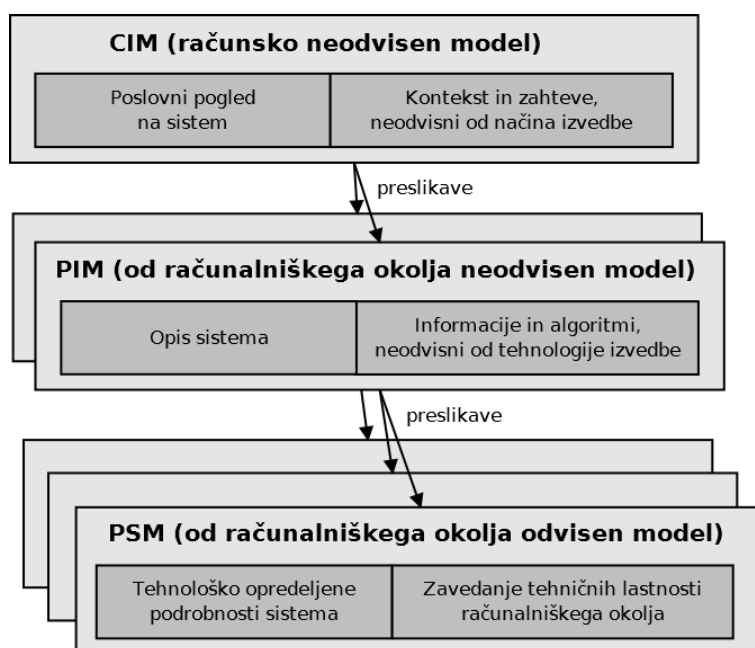 CIM (računsko neodvisen model)
Poslovni pogled
na sistem
Kontekst in zahteve,
neodvisni od načina izvedbe
preslikave
PIM (od računalniškega okolja neodvisen model)
Opis sistema
Informacije in algoritmi,
neodvisni od tehnologije izvedbe
preslikave
PSM (od računalniškega okolja odvisen model)
Tehnološko opredeljene
podrobnosti sistema
Zavedanje tehničnih lastnosti
računalniškega okolja